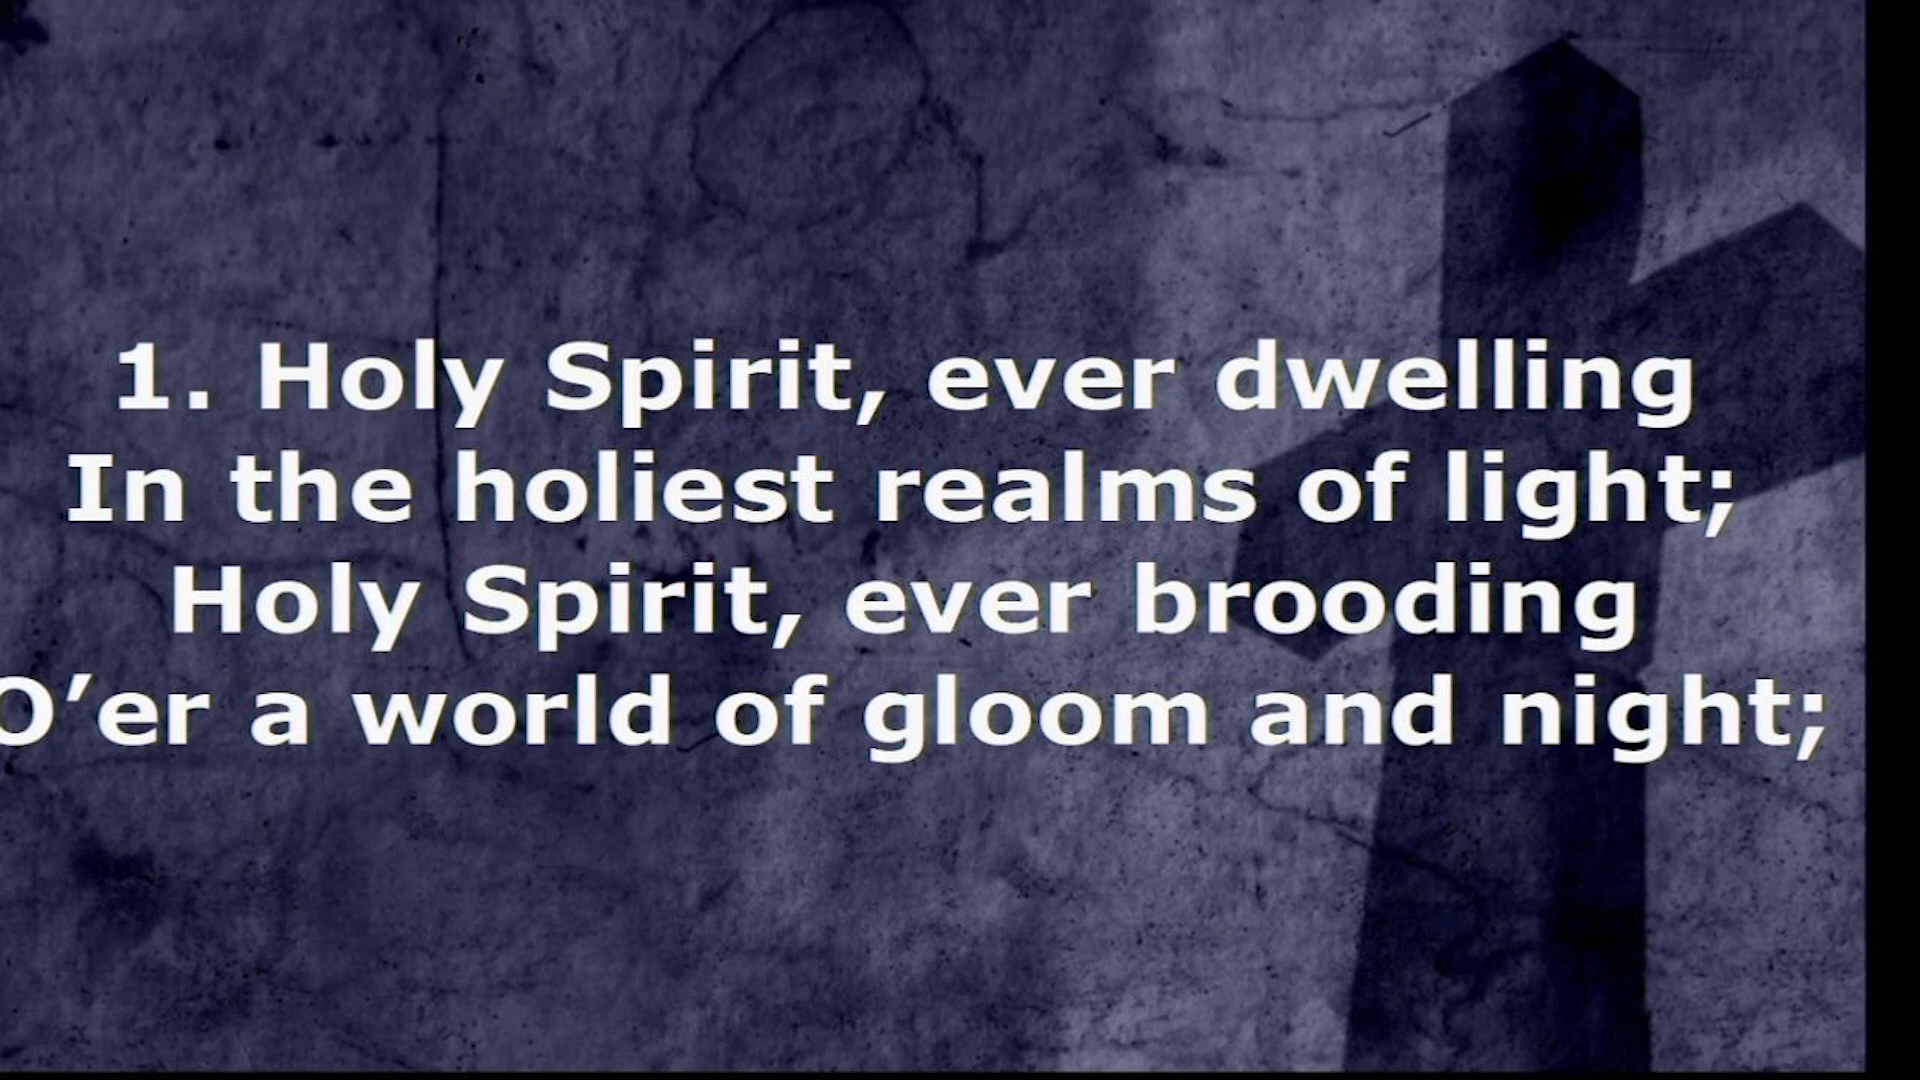 1. Holy Spirit, ever dwelling
In the holiest realms of light;
Holy Spirit, ever brooding
O’er a world of gloom and night;